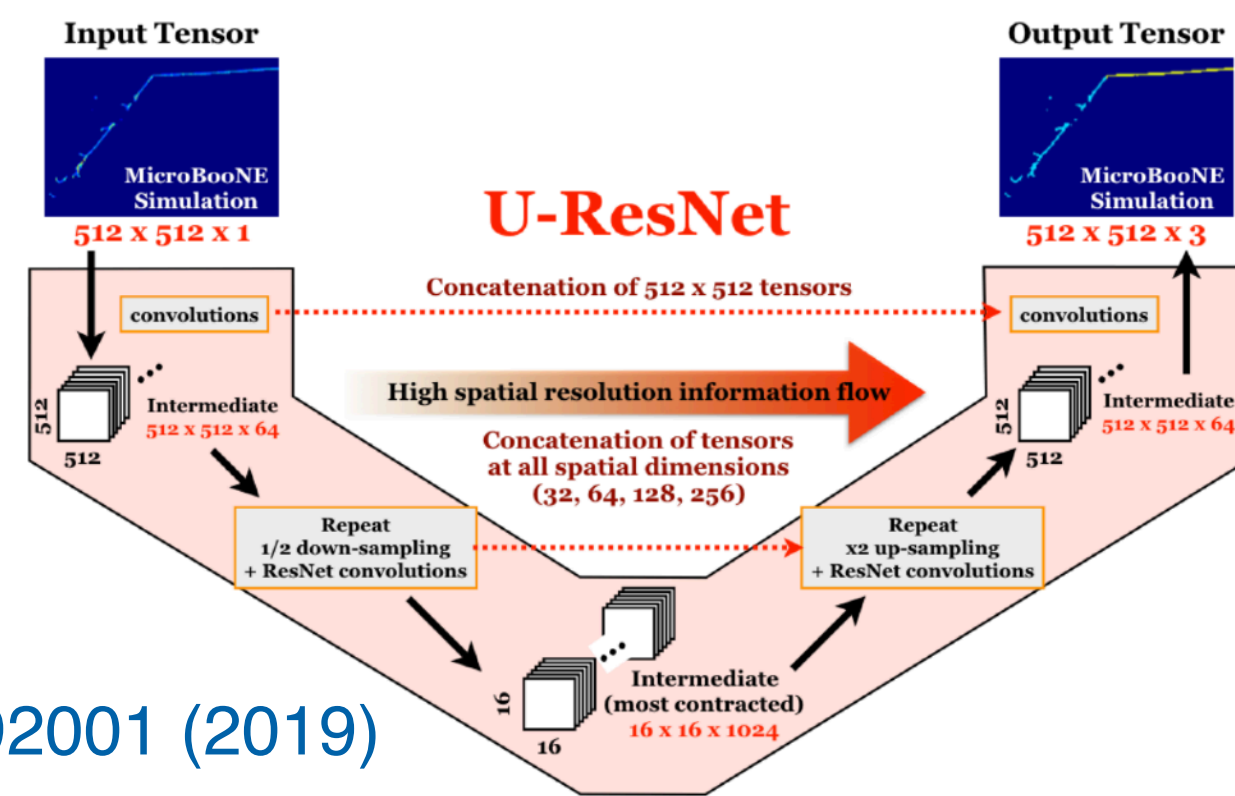 Input Tensor
MicroBooNE
Simulation
512 x 512 x 1
Output Tensor
MicroBooNE
Simulation
512 x 512 x 3
U-ResNet
Concatenation of 512 x 512 tensors
convolutions
convolutions
High spatial resolution information flow
512
512
Intermediate
512 x 512 x 64
Concatenation of tensors
at all spatial dimensions
(32, 64, 128, 256)
512
512
Intermediate
512 x 512 x 64
Repeat
1/2 down-sampling
+ ResNet convolutions
Repeat
x2 up-sampling
+ ResNet convolutions
16
16
Intermediate
(most contracted)
16 x 16 x 1024
2001 (2019)